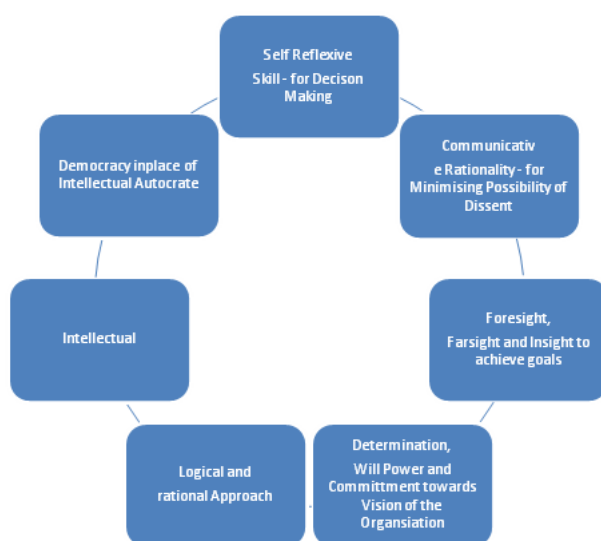 Self Reflexive
Skill - for Decison
Making
Communicativ
e Rationality - for
Minimising Possibility of
Dissent
Foresight,
Farsight and Insight to
achieve goals
Determination,
Will Power and
Committment towards
Vision of the
Organsiation
Logical and
rational Approach
Intellectual
Democracy inplace of
Intellectual Autocrate